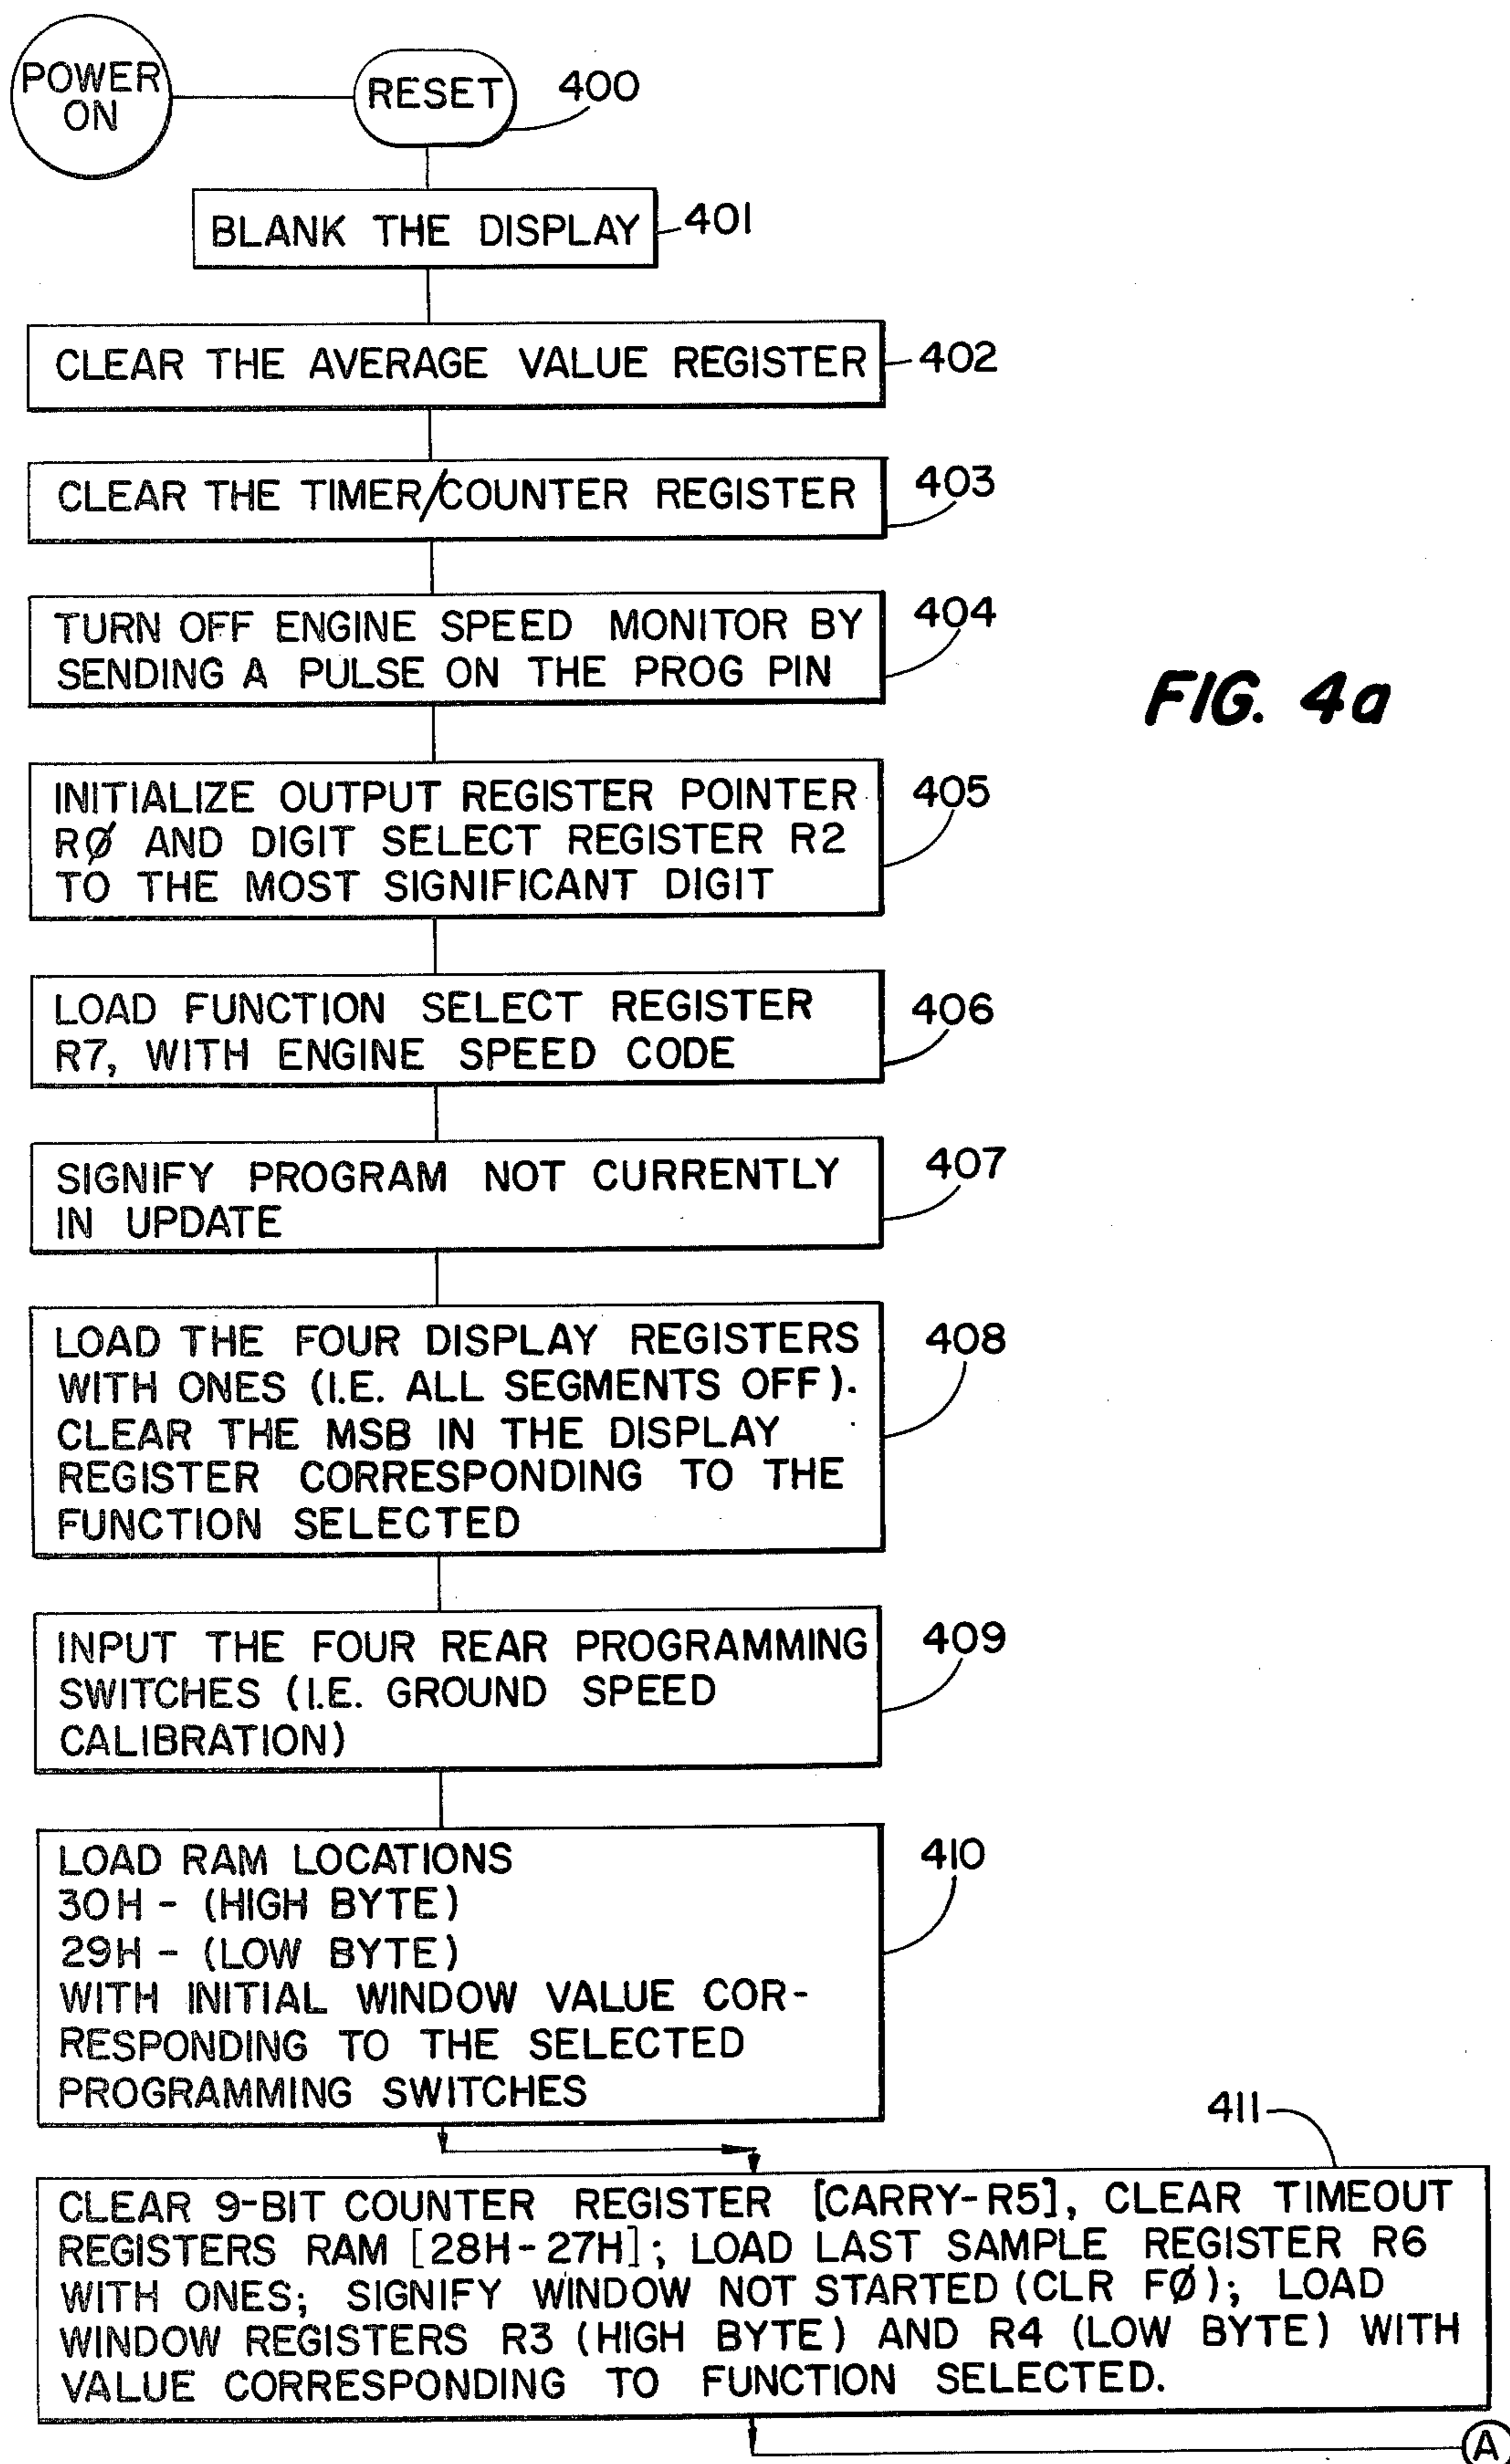 POWER
ON
RESET
400
BLANK THE DISPLAY
401
CLEAR THE AVERAGE VALUE REGISTER
402
CLEAR THE TIMER/COUNTER REGISTER
403
TURN OFF ENGINE SPEED MONITOR BY
SENDING A PULSE ON THE PROG PIN
404
FIG. 4a
INITIALIZE OUTPUT REGISTER POINTER
RØ AND DIGIT SELECT REGISTER R2
TO THE MOST SIGNIFICANT DIGIT
405
LOAD FUNCTION SELECT REGISTER
R7, WITH ENGINE SPEED CODE
406
SIGNIFY PROGRAM NOT CURRENTLY
IN UPDATE
407
LOAD THE FOUR DISPLAY REGISTERS
WITH ONES (I.E. ALL SEGMENTS OFF).
CLEAR THE MSB IN THE DISPLAY
REGISTER CORRESPONDING TO THE
FUNCTION SELECTED
408
INPUT THE FOUR REAR PROGRAMMING
SWITCHES (I.E. GROUND SPEED
CALIBRATION)
409
LOAD RAM LOCATIONS
30H - (HIGH BYTE)
29H - (LOW BYTE)
WITH INITIAL WINDOW VALUE COR-
RESPONDING TO THE SELECTED
PROGRAMMING SWITCHES
410
411
CLEAR 9-BIT COUNTER REGISTER [CARRY-R5], CLEAR TIMEOUT
REGISTERS RAM [28H-27H]; LOAD LAST SAMPLE REGISTER R6
WITH ONES; SIGNIFY WINDOW NOT STARTED (CLR FØ); LOAD
WINDOW REGISTERS R3 (HIGH BYTE) AND R4 (LOW BYTE) WITH
VALUE CORRESPONDING TO FUNCTION SELECTED.
A